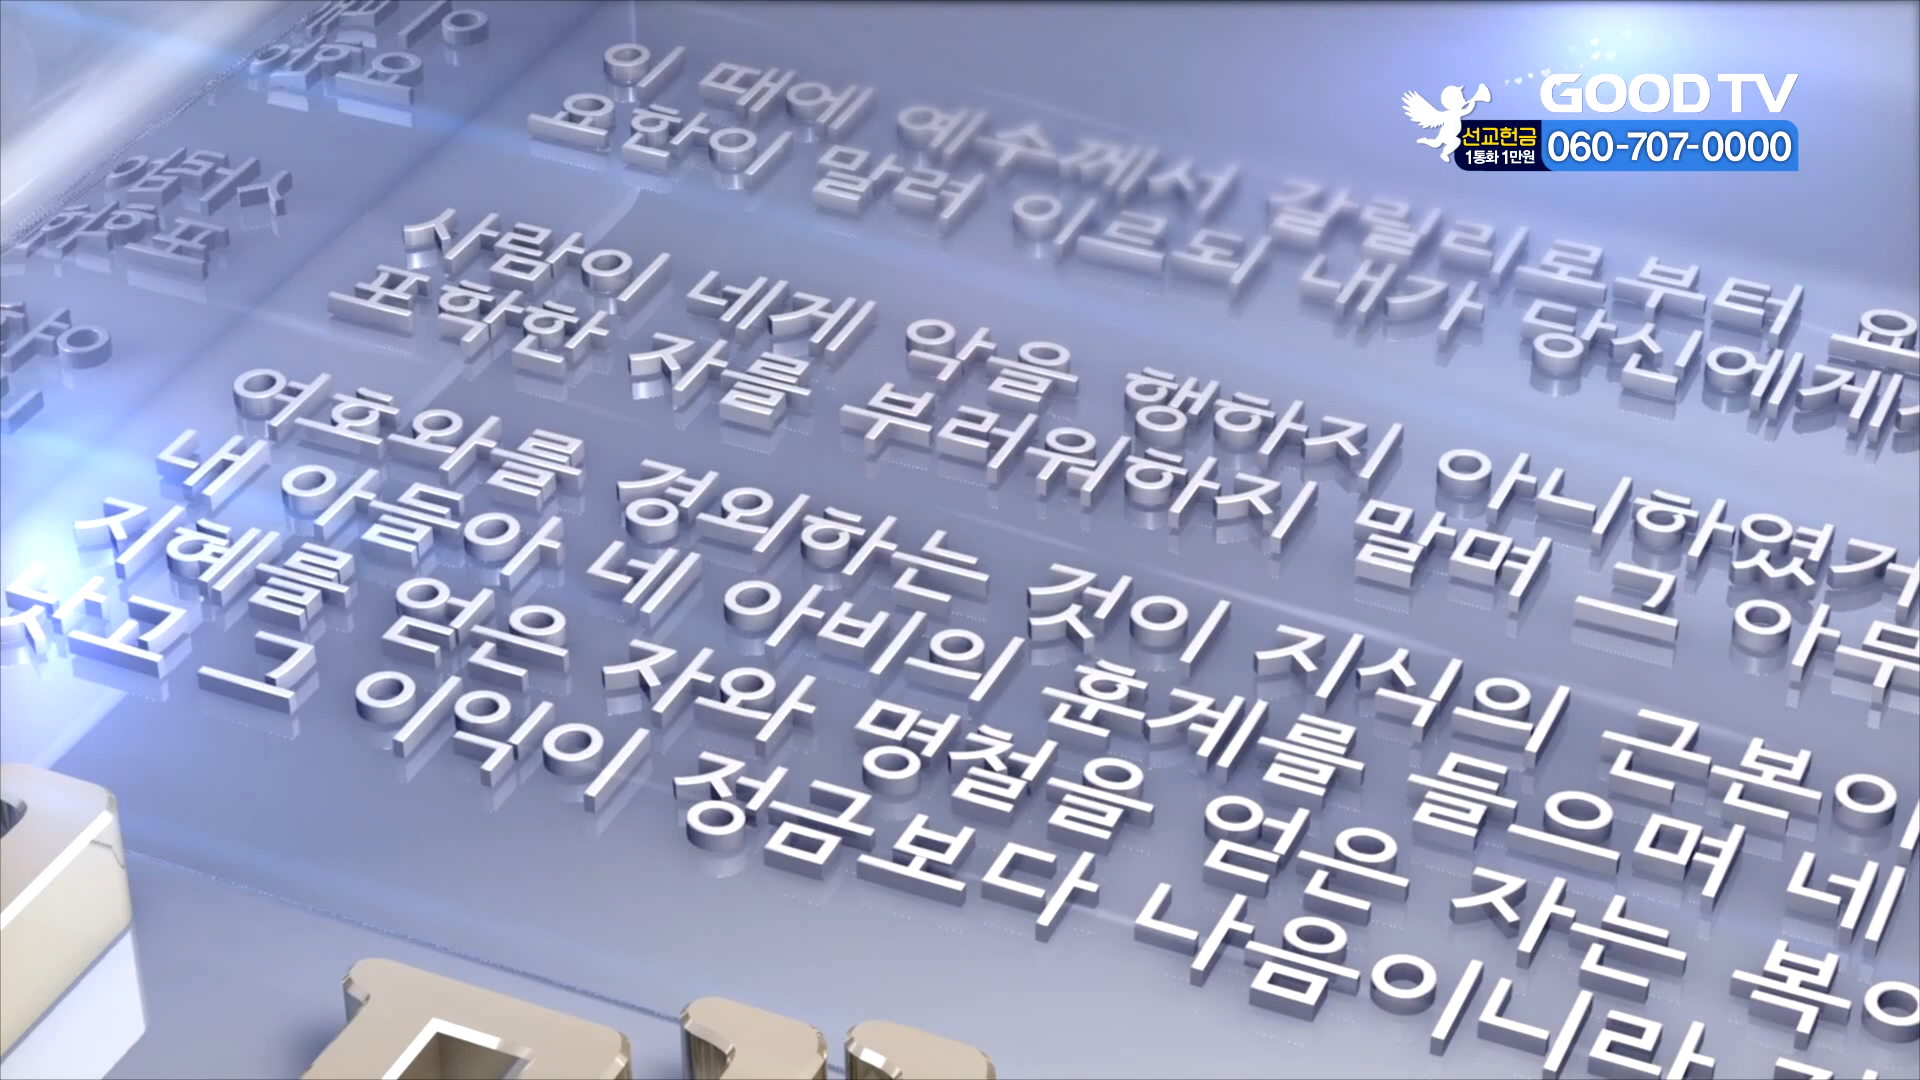 GOOD TV
선교헌금
1통화 1만원
060-707-0000
이 때에 예수께서 갈릴리로부터 요
요한이 말려 이르되 내가 당신에게
사람이 네게 악을 행하지 아니하였거
포학한 자를 부러워하지 말며 그 아무
여호와를 경외하는 것이 지식의 근본이
내 아들아 네 아비의 훈계를 들으며 네
지혜를 얻은 자와 명철을 얻은 자는 복이
낫고 그 이익이 정금보다 나음이니라